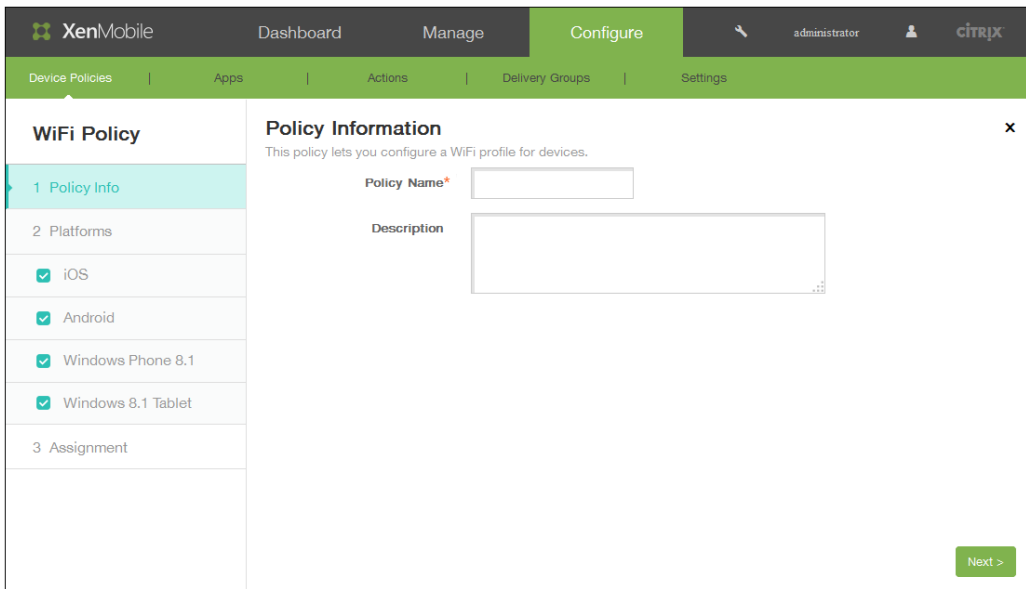 XenMobile Dashboard Manage Configure administrator CITRIX
Device Policies | Apps | Actions | Delivery Groups | Settings
WiFi Policy
1 Policy Info
2 Platforms
iOS
Android
Windows Phone 8.1
Windows 8.1 Tablet
3 Assignment
Policy Information
x
This policy lets you configure a WiFi profile for devices.
Policy Name*
Description
Next >